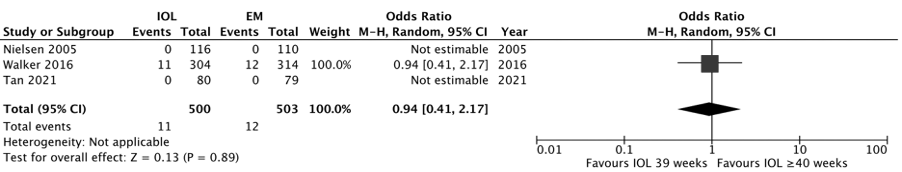 IOL EM Odds Ratio Odds Ratio
Study or Subgroup Events Total Events Total Weight M-H, Random, 95% CI Year M-H, Random, 95% CI
Nielsen 2005 0 116 0 110 Not estimable 2005
Walker 2016 11 304 12 314 100.0% 0.94 [0.41, 2.17] 2016
Tan 2021 0 80 0 79 Not estimable 2021
Total (95% CI) 500 503 100.0% 0.94 [0.41, 2.17]
Total events 11 12
Heterogeneity: Not applicable
Test for overall effect: Z = 0.13 (P = 0.89)
0.01 0.1 1 10 100
Favours IOL 39 weeks Favours IOL ≥40 weeks